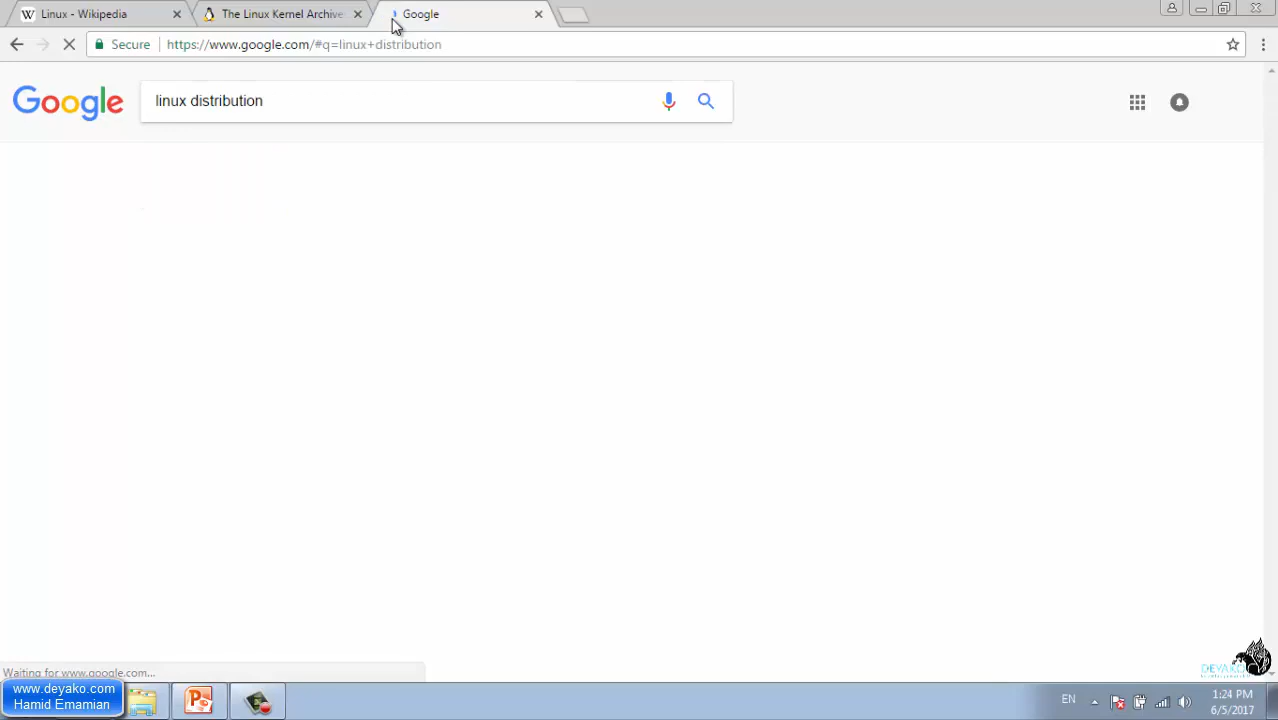 Linux - Wikipedia
The Linux Kernel Archive
Google
Secure
https://www.google.com/#q=linux+distribution
Google
linux distribution
Waiting for www.google.com...
www.deyako.com
Hamid Emamian
DEYAKO
EN
1:24 PM
6/5/2017